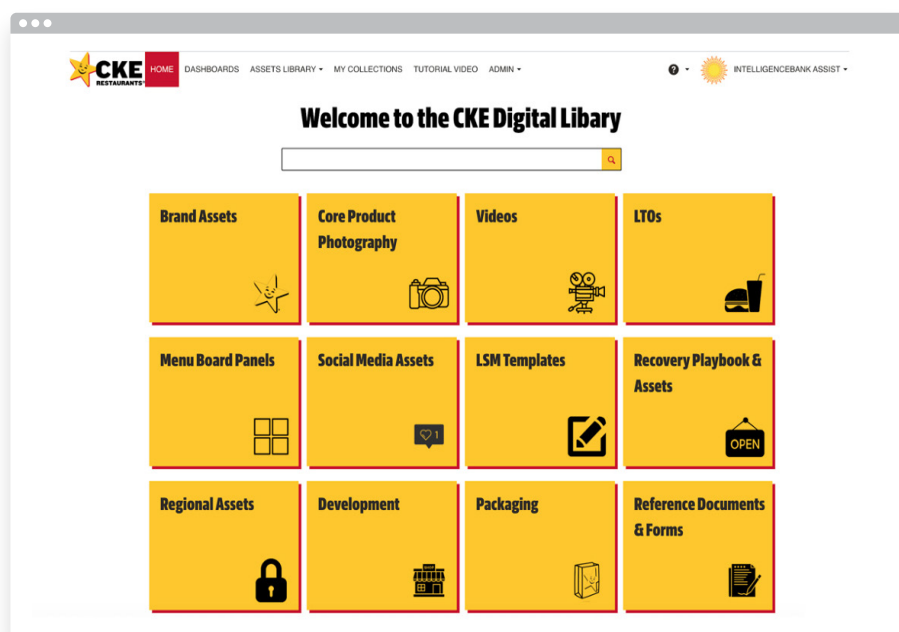 CKE
RESTAURANTS
HOME DASHBOARDS ASSETS LIBRARY MY COLLECTIONS TUTORIAL VIDEO ADMIN ? INTELLIGENCEBANK ASSIST
Welcome to the CKE Digital Libary
Brand Assets
Core Product
Photography
Videos
LTOs
Menu Board Panels
Social Media Assets
1
LSM Templates
Recovery Playbook &
Assets
OPEN
Regional Assets
Development
Packaging
Reference Documents
& Forms